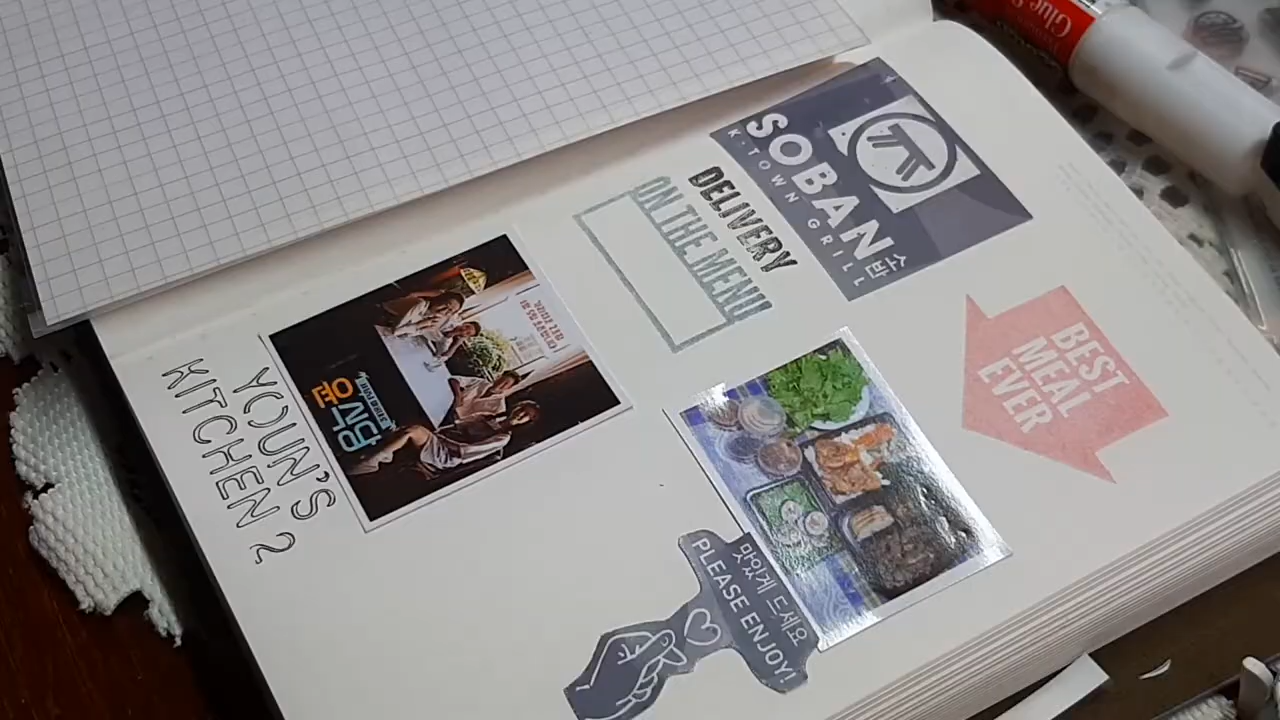 Glue S
SOBAN
소반
K·TOWN GRILL
DELIVERY
ON THE MENU
BEST
MEAL
EVER
윤식당
YOUN'S
KITCHEN 2
맛있게 드세요
PLEASE ENJOY!